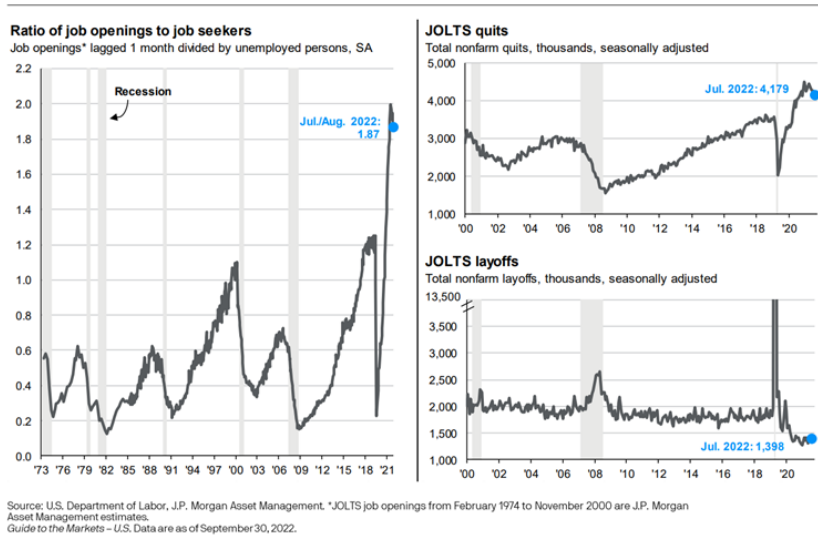 Ratio of job openings to job seekers
Job openings* lagged 1 month divided by unemployed persons, SA
2.2
2.0
1.8
1.6
1.4
1.2
1.0
0.8
0.6
0.4
0.2
0.0
Recession
Jul./Aug. 2022:
1.87
'73 '76 '79 '82 '85 '88 '91 '94 '97 '00 '03 '06 '09 '12 '15 '18 '21
JOLTS quits
Total nonfarm quits, thousands, seasonally adjusted
5,000
4,000
3,000
2,000
1,000
Jul. 2022: 4,179
'00 '02 '04 '06 '08 '10 '12 '14 '16 '18 '20
JOLTS layoffs
Total nonfarm layoffs, thousands, seasonally adjusted
13,500
3,500
3,000
2,500
2,000
1,500
1,000
Jul. 2022: 1,398
'00 '02 '04 '06 '08 '10 '12 '14 '16 '18 '20
Source: U.S. Department of Labor, J.P. Morgan Asset Management. *JOLTS job openings from February 1974 to November 2000 are J.P. Morgan
Asset Management estimates.
Guide to the Markets – U.S. Data are as of September 30, 2022.